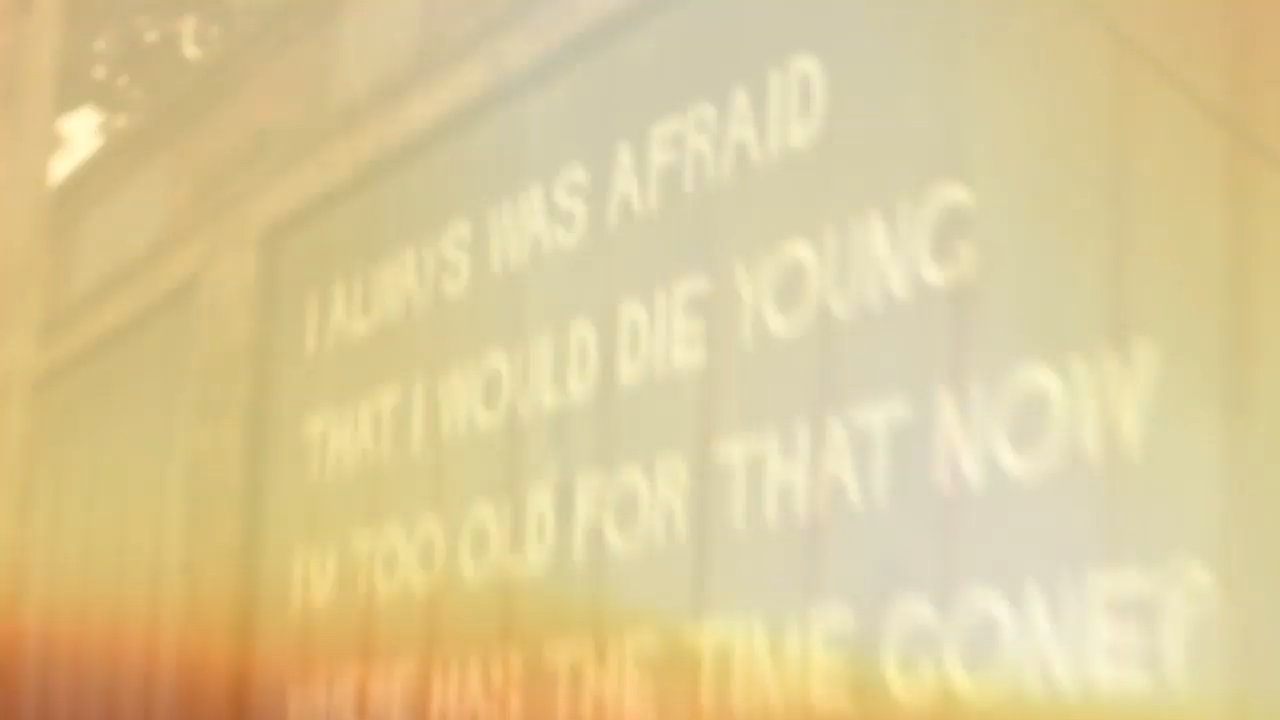 I ALWAYS WAS AFRAID
THAT I WOULD DIE YOUNG
I'M TOO OLD FOR THAT NOW
THE TIME GONE?